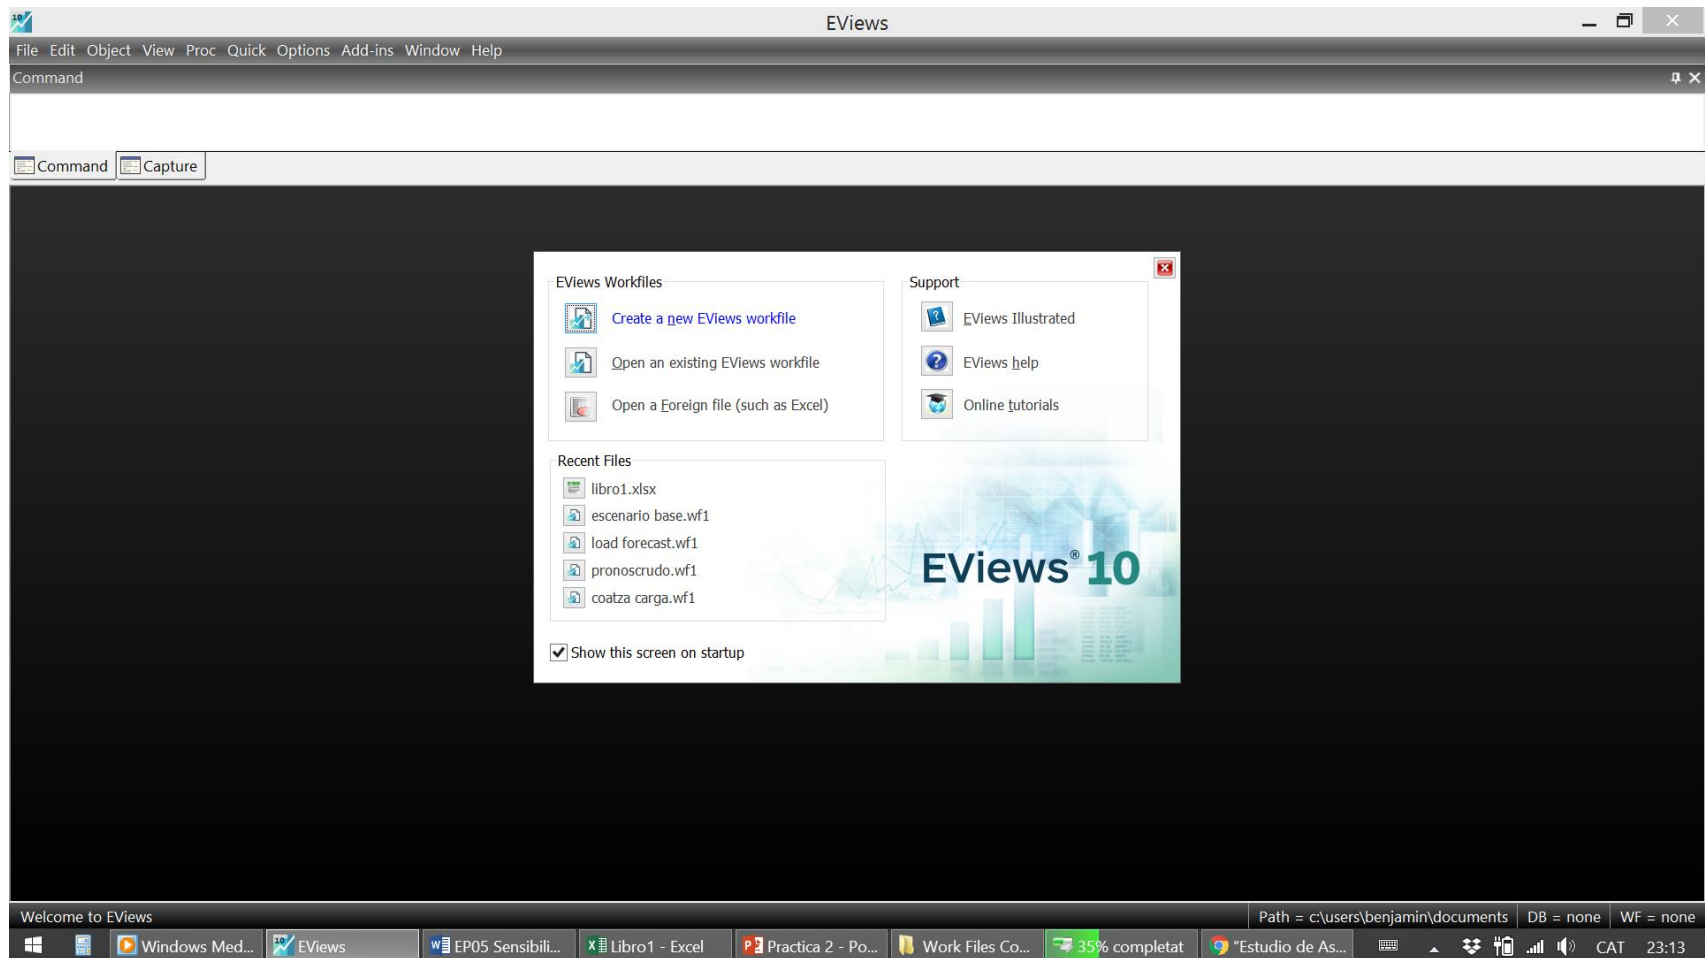 EViews
File Edit Object View Proc Quick Options Add-ins Window Help
Command
Command Capture
EViews Workfiles
Create a new EViews workfile
Open an existing EViews workfile
Open a Foreign file (such as Excel)
Support
EViews Illustrated
EViews help
Online tutorials
Recent Files
libro1.xlsx
escenario base.wf1
load forecast.wf1
pronoscrudo.wf1
coatza carga.wf1
EViews® 10
Show this screen on startup
Welcome to EViews
Path = c:\users\benjamin\documents DB = none WF = none
Windows Med... EViews EP05 Sensibili... Libro1 - Excel Practica 2 - Po... Work Files Co... 35% completat “Estudio de As... CAT 23:13